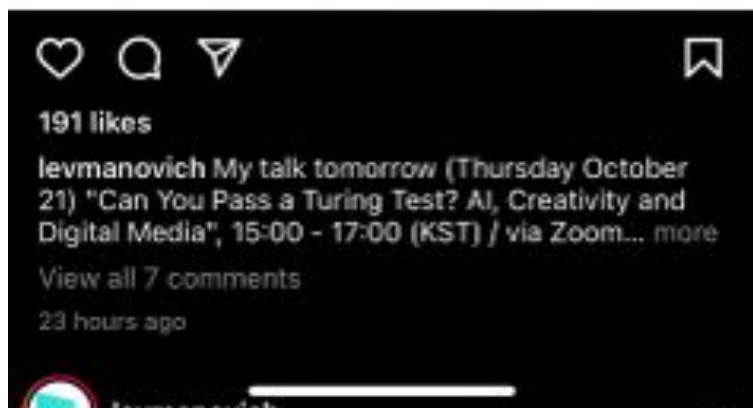 191 likes
levmanovich My talk tomorrow (Thursday October
21) "Can You Pass a Turing Test? AI, Creativity and
Digital Media", 15:00 - 17:00 (KST) / via Zoom... more
View all 7 comments
23 hours ago